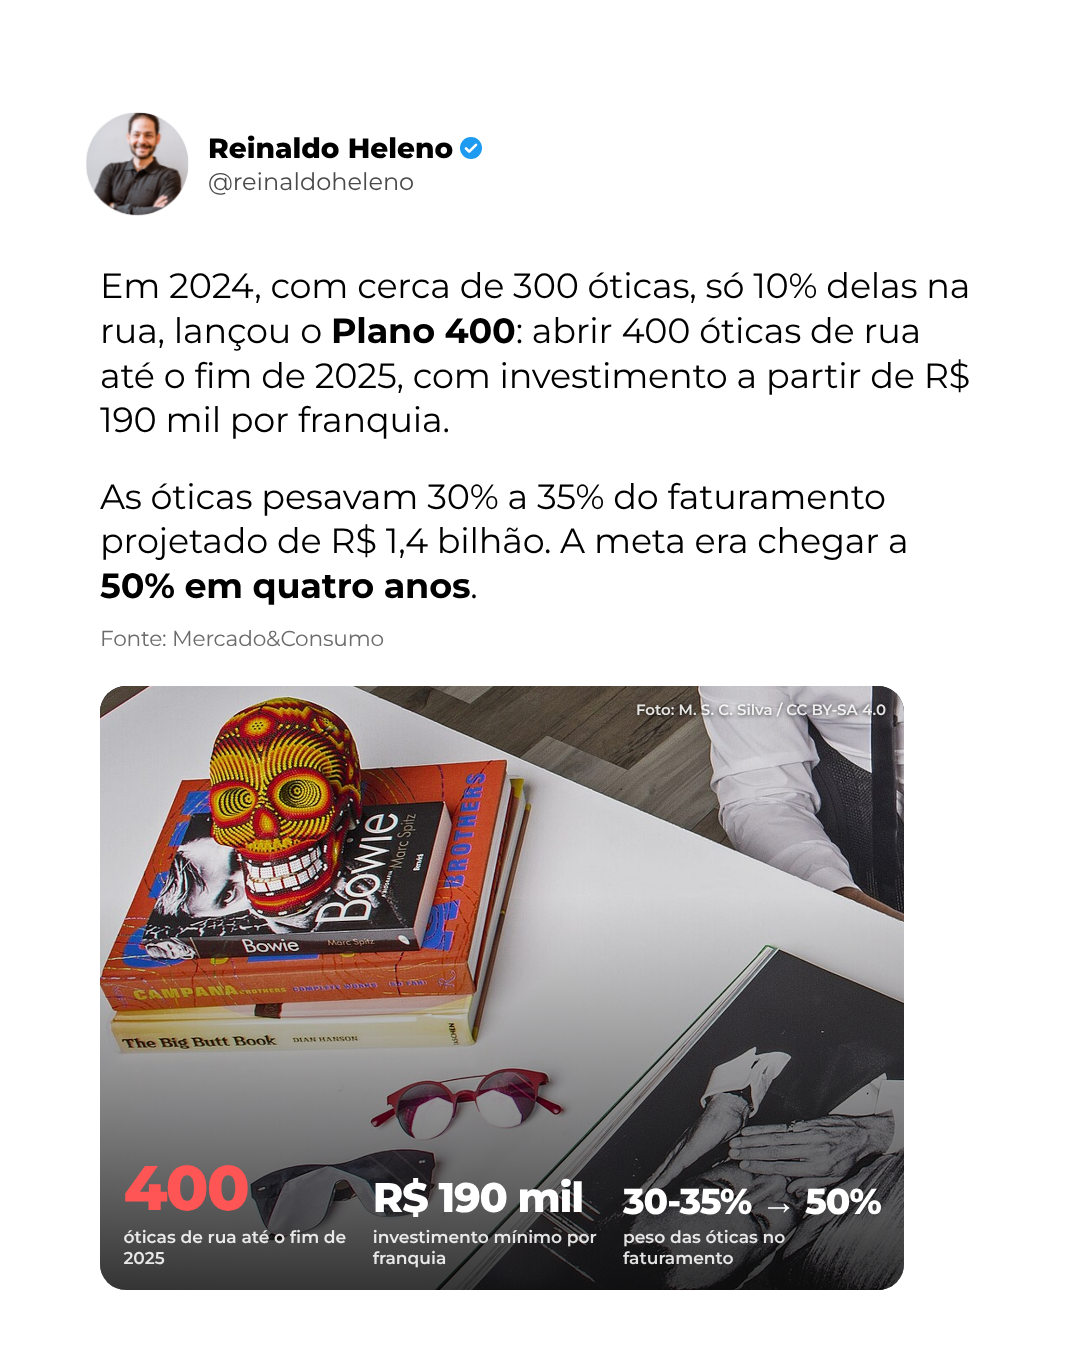 Reinaldo Heleno
@reinaldoheleno
Em 2024, com cerca de 300 óticas, só 10% delas na
rua, lançou o Plano 400: abrir 400 óticas de rua
até o fim de 2025, com investimento a partir de R$
190 mil por franquia.
As óticas pesavam 30% a 35% do faturamento
projetado de R$ 1,4 bilhão. A meta era chegar a
50% em quatro anos.
Fonte: Mercado&Consumo
Foto: M. S. C. Silva / CC BY-SA 4.0
BROTHERS
Bowie
Marc Spitz
Bowie
Marc Spitz
CAMPANA BROTHERS COMPLETE WORKS
The Big Butt Book DIAN HANSON
TASCHEN
400
óticas de rua até o fim de
2025
R$ 190 mil
investimento mínimo por
franquia
30-35% → 50%
peso das óticas no
faturamento